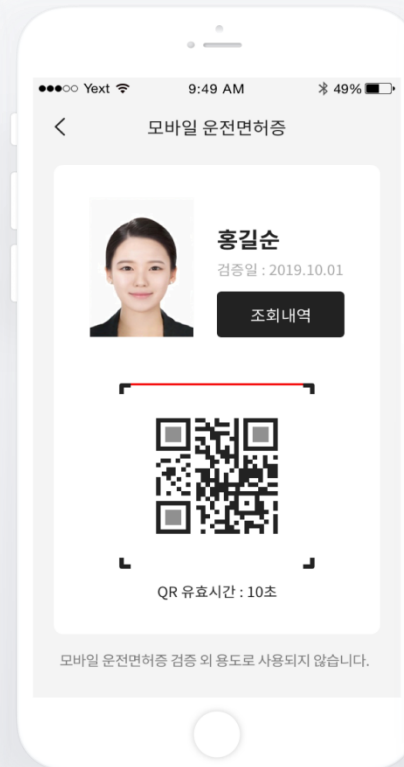 Yext 9:49 AM 49%
모바일 운전면허증
홍길순
검증일 : 2019.10.01
조회내역
QR 유효시간 : 10초
모바일 운전면허증 검증 외 용도로 사용되지 않습니다.